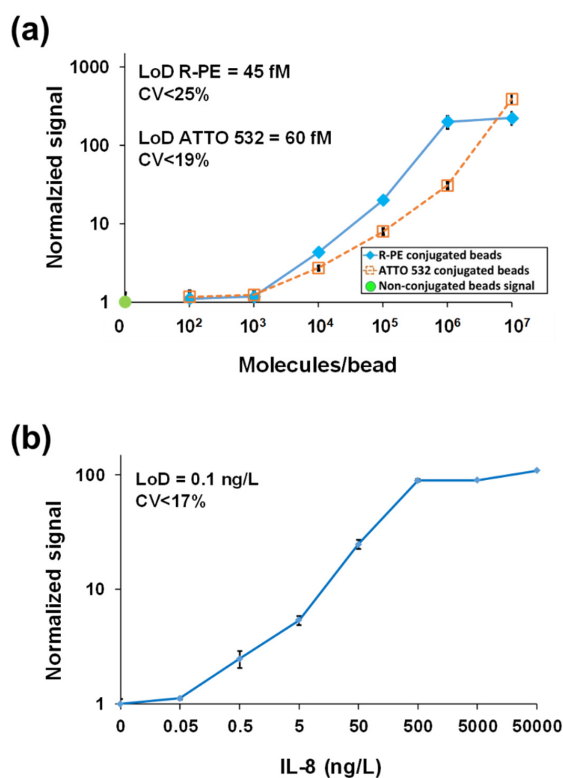 (a)
1000
100
10
1
Normalzied signal
LoD R-PE = 45 fM
CV<25%
LoD ATTO 532 = 60 fM
CV<19%
R-PE conjugated beads
ATTO 532 conjugated beads
Non-conjugated beads signal
0 10² 10³ 10⁴ 10⁵ 10⁶ 10⁷
Molecules/bead
(b)
100
10
1
Normalized signal
LoD = 0.1 ng/L
CV<17%
0 0.05 0.5 5 50 500 5000 50000
IL-8 (ng/L)